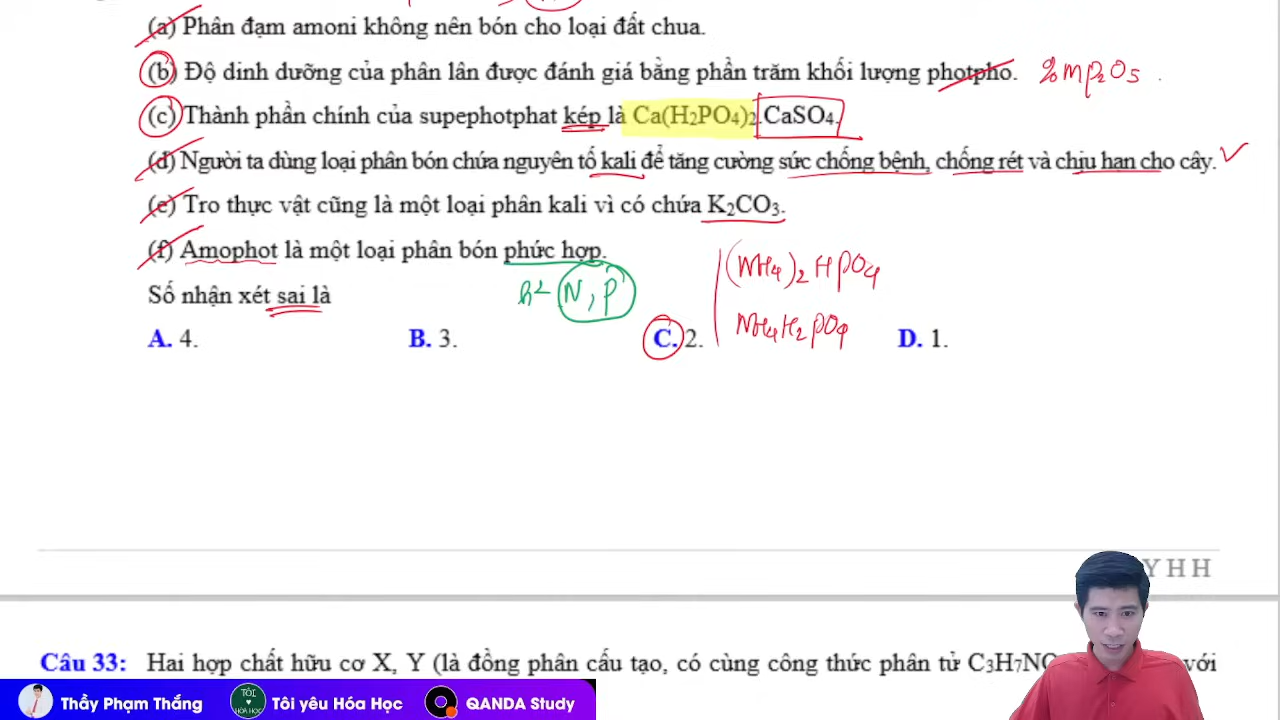 (a) Phân đạm amoni không nên bón cho loại đất chua.
(b) Độ dinh dưỡng của phân lân được đánh giá bằng phần trăm khối lượng photpho. %mP₂O₅.
(c) Thành phần chính của supephotphat kép là Ca(H₂PO₄)₂.CaSO₄.
(d) Người ta dùng loại phân bón chứa nguyên tố kali để tăng cường sức chống bệnh, chống rét và chịu hạn cho cây. ✓
(e) Tro thực vật cũng là một loại phân kali vì có chứa K₂CO₃.
(f) Amophot là một loại phân bón phức hợp.
(NH₄)₂HPO₄
Số nhận xét sai là
N, P
NH₄H₂PO₄
A. 4. B. 3. C. 2. D. 1.
YHH
Câu 33: Hai hợp chất hữu cơ X, Y (là đồng phân cấu tạo, có cùng công thức phân tử C₃H₇NO với
Thầy Phạm Thắng
TÔI ♥ HÓA HỌC
Tôi yêu Hóa Học
QANDA Study